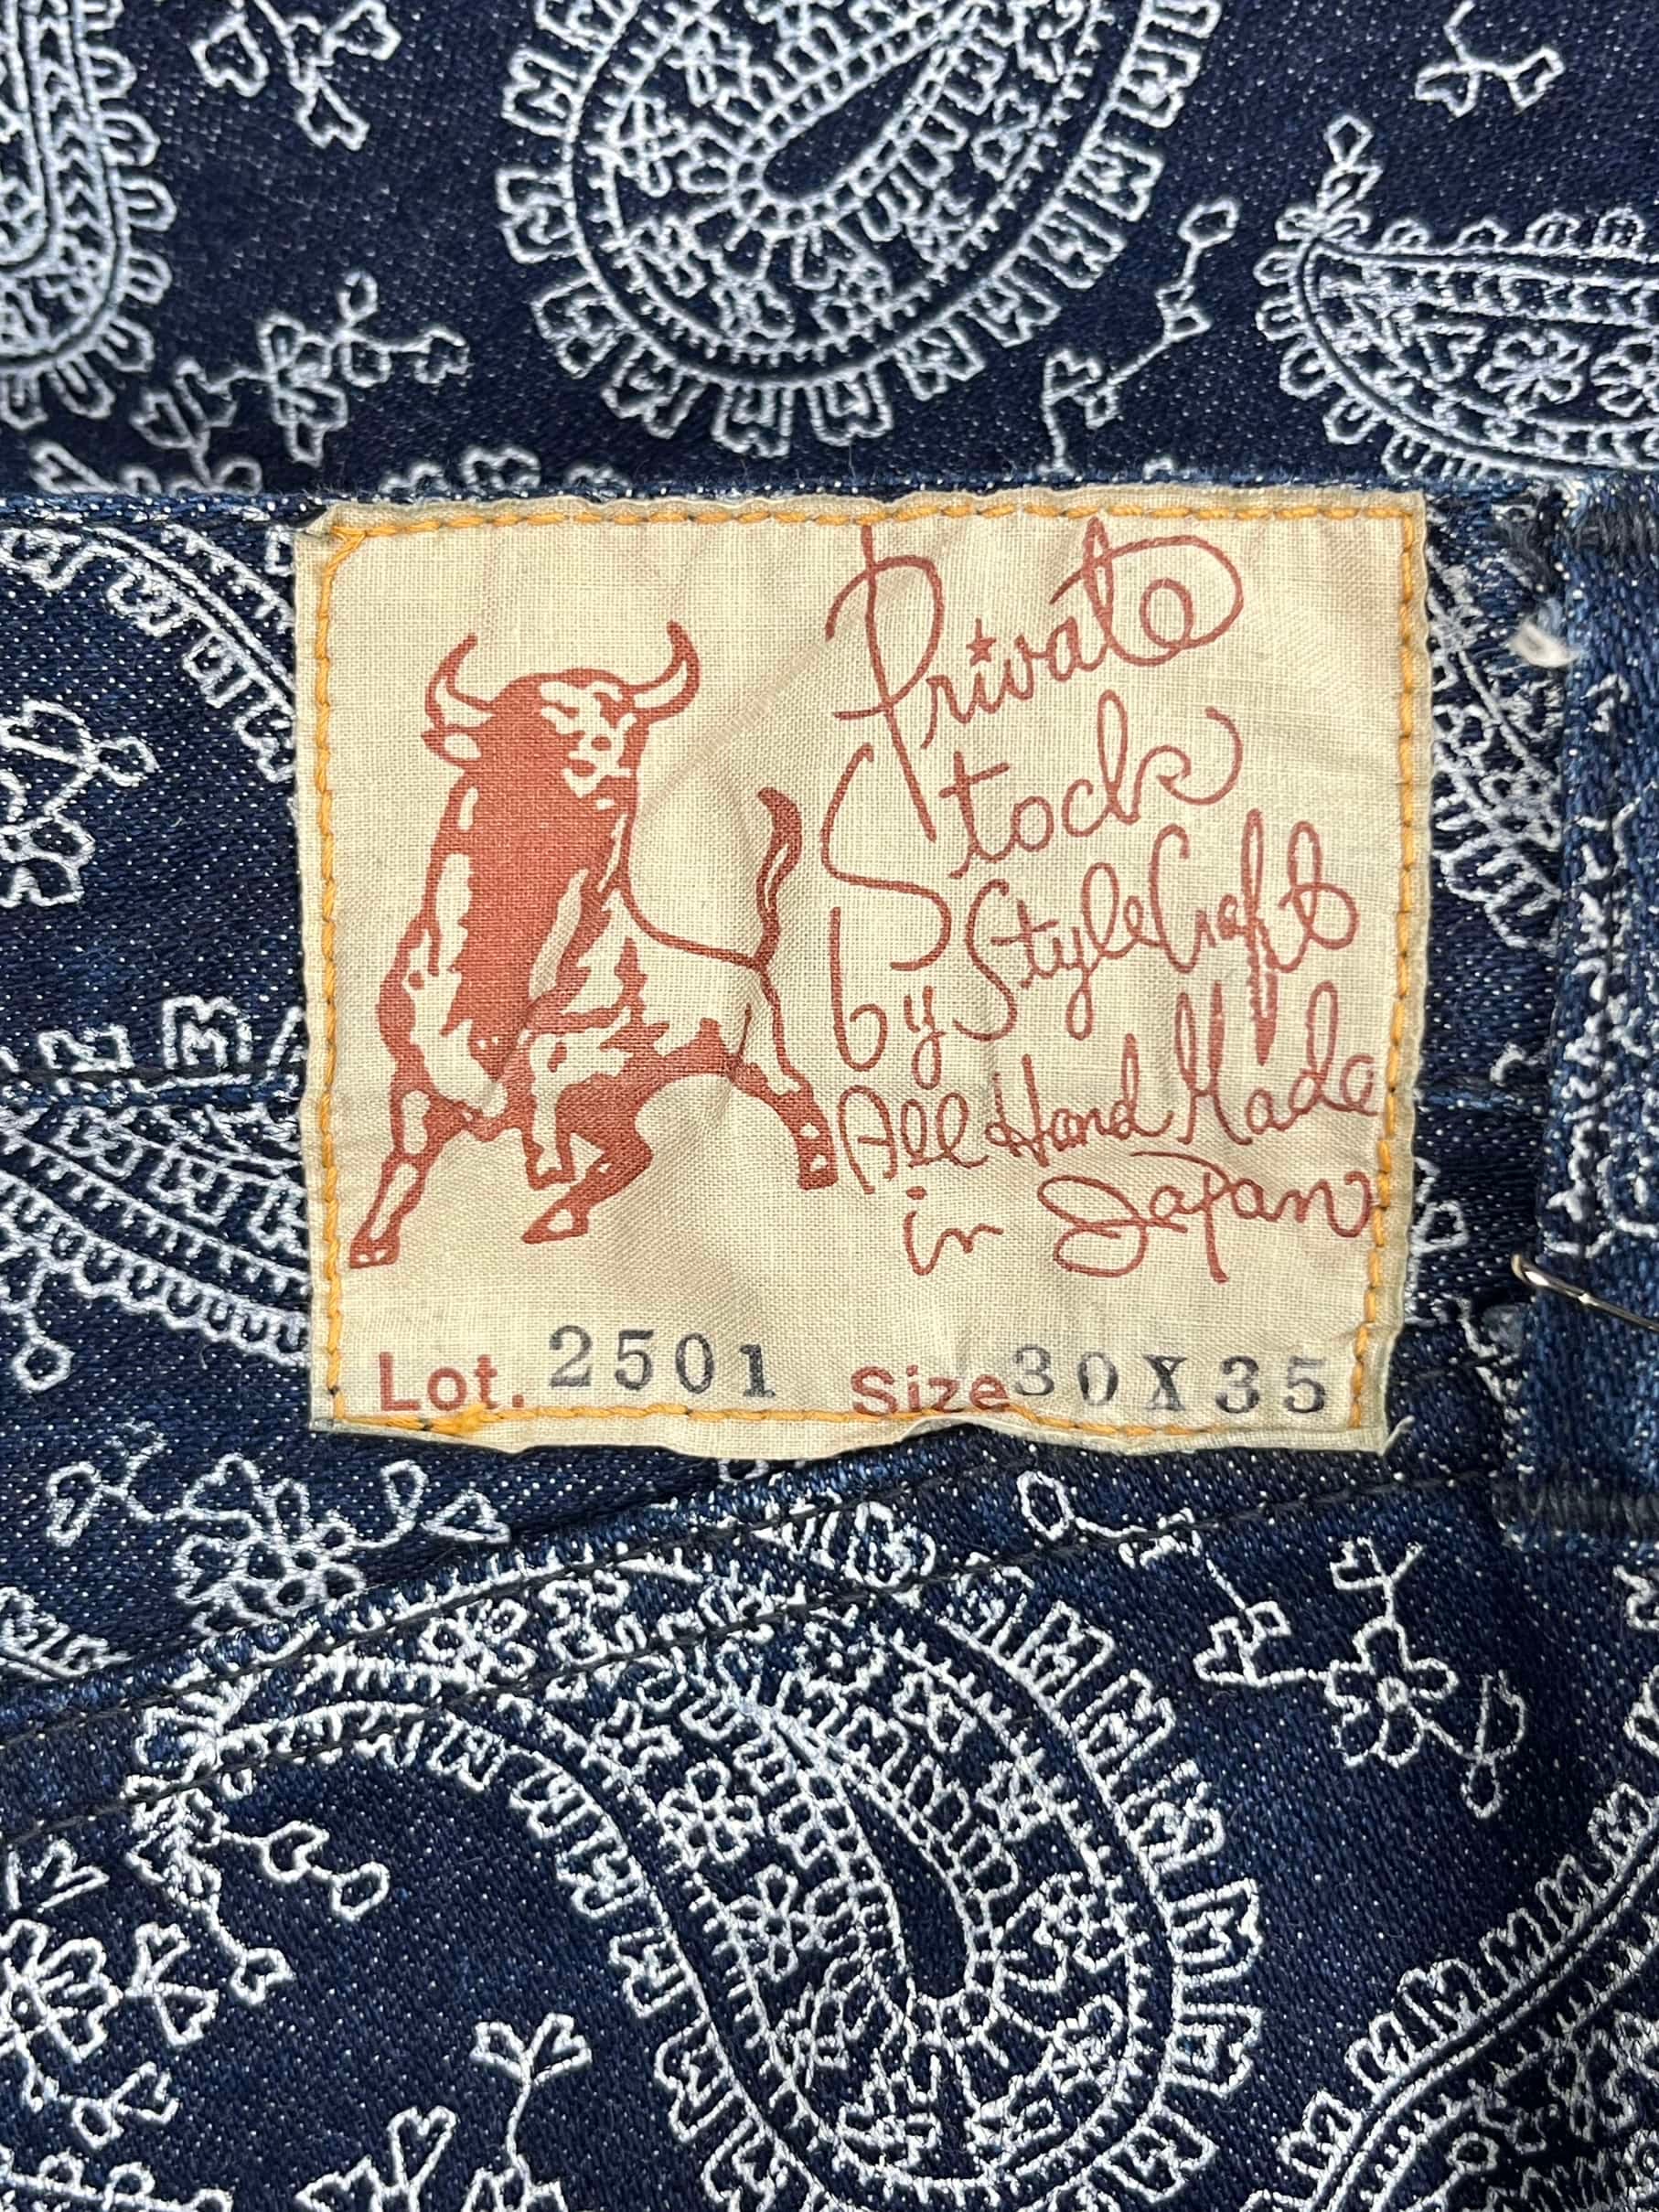 Private
Stock
by StyleCraft
All Hand Made
in Japan
Lot. 2501 Size 30X35